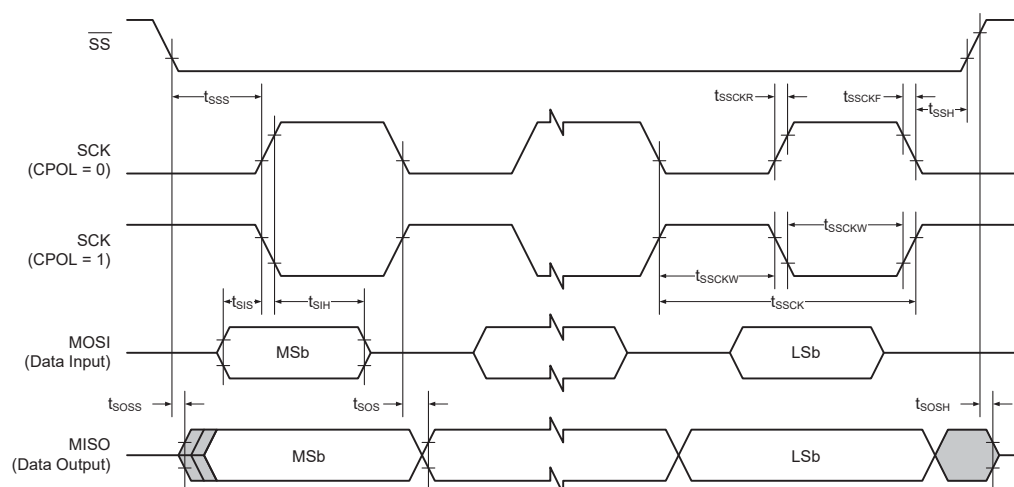 SS
tSSS
tSSCKR
tSSCKF
tSSH
SCK
(CPOL = 0)
SCK
(CPOL = 1)
tSSCKW
tSSCKW
tSSCK
tSIS
tSIH
MOSI
(Data Input)
MSb
LSb
tSOSS
tSOS
tSOSH
MISO
(Data Output)
MSb
LSb